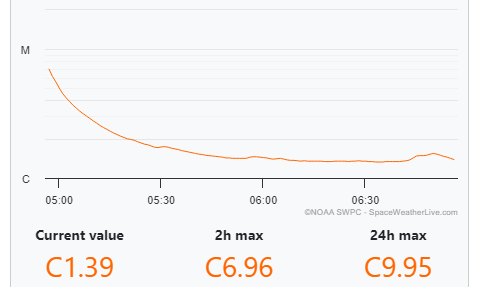 M
C
05:00 05:30 06:00 06:30
©NOAA SWPC - SpaceWeatherLive.com
Current value 2h max 24h max
C1.39 C6.96 C9.95